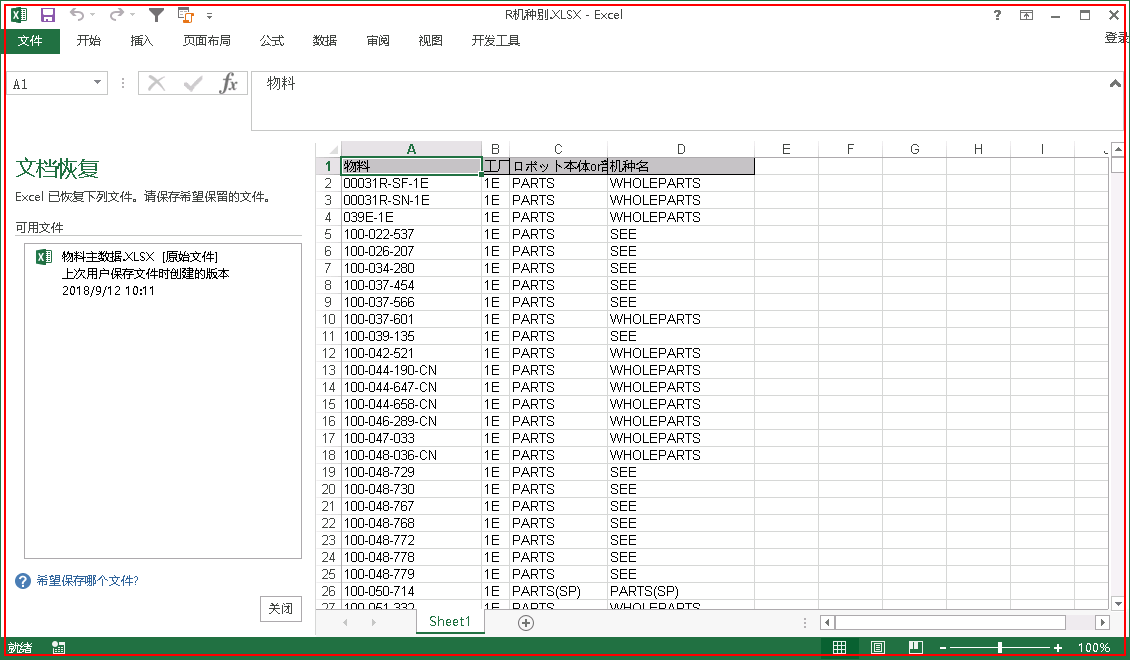 R机种别.XLSX - Excel
?
文件 开始 插入 页面布局 公式 数据 审阅 视图 开发工具 登录
A1 fx 物料
文档恢复
Excel 已恢复下列文件。请保存希望保留的文件。
可用文件
物料主数据.XLSX [原始文件]
上次用户保存文件时创建的版本
2018/9/12 10:11
? 希望保存哪个文件?
关闭
A B C D E F G H I
1 物料 工厂 ロボット本体or部 机种名
2 00031R-SF-1E 1E PARTS WHOLEPARTS
3 00031R-SN-1E 1E PARTS WHOLEPARTS
4 039E-1E 1E PARTS WHOLEPARTS
5 100-022-537 1E PARTS SEE
6 100-026-207 1E PARTS SEE
7 100-034-280 1E PARTS SEE
8 100-037-454 1E PARTS SEE
9 100-037-566 1E PARTS SEE
10 100-037-601 1E PARTS WHOLEPARTS
11 100-039-135 1E PARTS SEE
12 100-042-521 1E PARTS WHOLEPARTS
13 100-044-190-CN 1E PARTS WHOLEPARTS
14 100-044-647-CN 1E PARTS WHOLEPARTS
15 100-044-658-CN 1E PARTS WHOLEPARTS
16 100-046-289-CN 1E PARTS WHOLEPARTS
17 100-047-033 1E PARTS WHOLEPARTS
18 100-048-036-CN 1E PARTS WHOLEPARTS
19 100-048-729 1E PARTS SEE
20 100-048-730 1E PARTS SEE
21 100-048-767 1E PARTS SEE
22 100-048-768 1E PARTS SEE
23 100-048-772 1E PARTS SEE
24 100-048-778 1E PARTS SEE
25 100-048-779 1E PARTS SEE
26 100-050-714 1E PARTS(SP) PARTS(SP)
27 100-051-332 1E PARTS WHOLEPARTS
Sheet1
就绪 100%